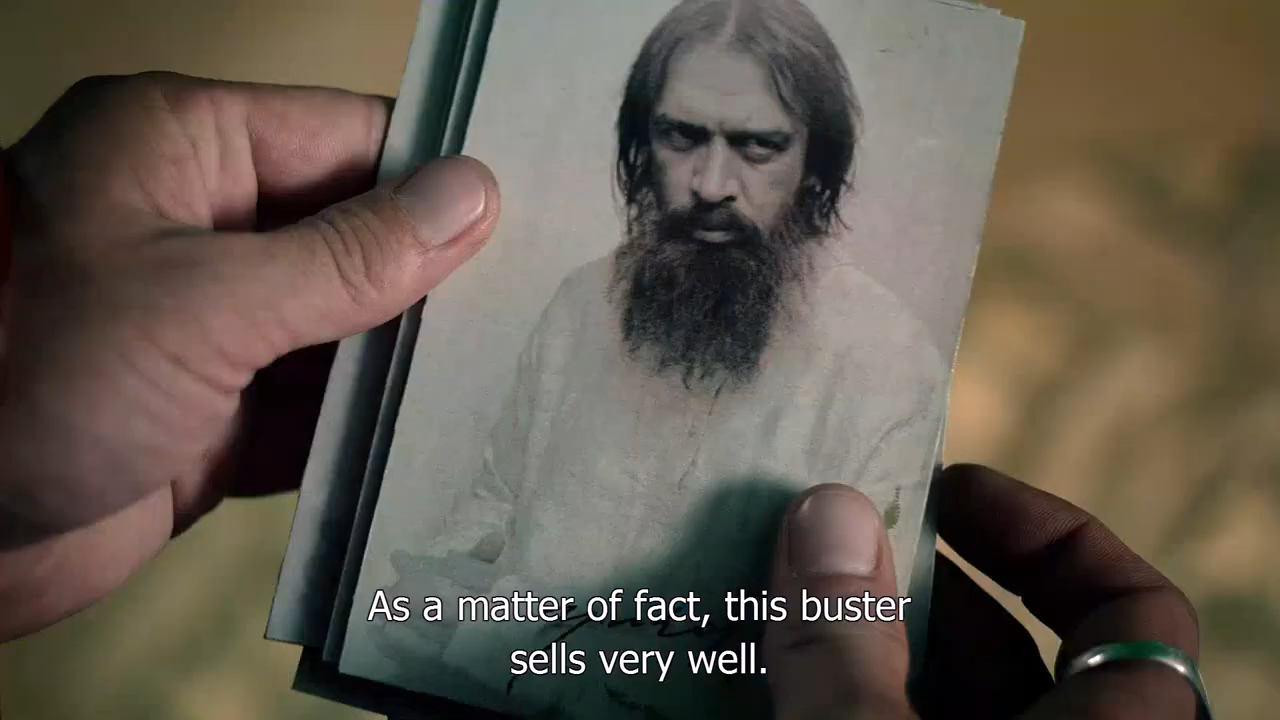 As a matter of fact, this buster
sells very well.